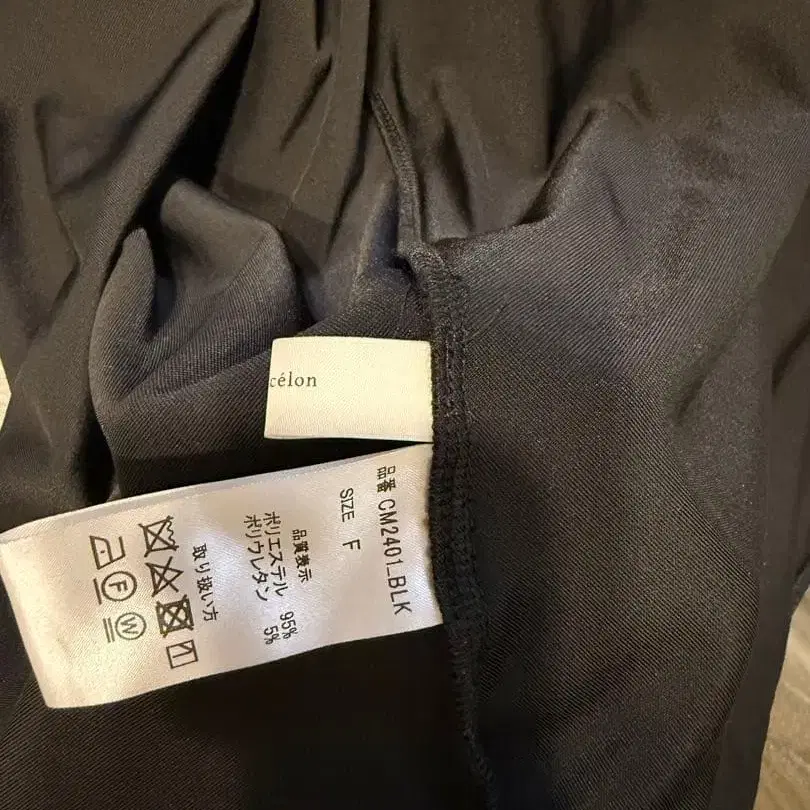 célon
品番 CM2401_BLK
SIZE F
品質表示
ポリエステル 95%
ポリウレタン 5%
取り扱い方
F
W